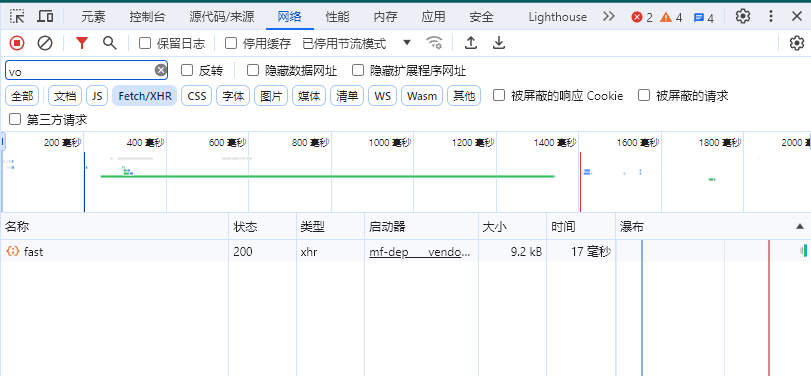 元素 控制台 源代码/来源 网络 性能 内存 应用 安全 Lighthouse 2 4 4
保留日志 停用缓存 已停用节流模式
vo 反转 隐藏数据网址 隐藏扩展程序网址
全部 文档 JS Fetch/XHR CSS 字体 图片 媒体 清单 WS Wasm 其他 被屏蔽的响应 Cookie 被屏蔽的请求
第三方请求
200 毫秒 400 毫秒 600 毫秒 800 毫秒 1000 毫秒 1200 毫秒 1400 毫秒 1600 毫秒 1800 毫秒 2000 毫
名称 状态 类型 启动器 大小 时间 瀑布
fast 200 xhr mf-dep___vendo... 9.2 kB 17 毫秒